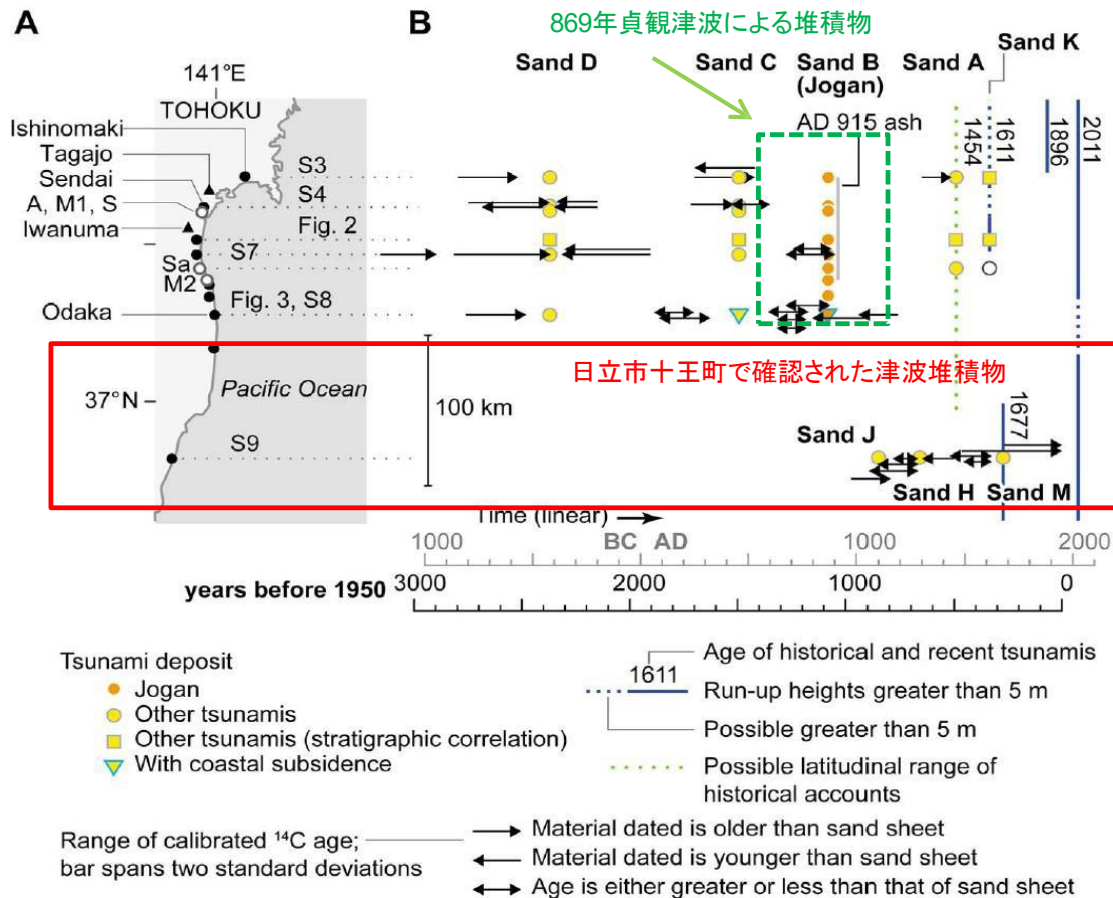 869年貞観津波による堆積物
A
B
141°E
TOHOKU
Ishinomaki
Tagajo
Sendai
A, M1, S
Iwanuma
Sa
M2
Odaka
37°N
S3
S4
Fig. 2
S7
Fig. 3, S8
Pacific Ocean
S9
100 km
Sand D
Sand C
Sand B
(Jogan)
AD 915 ash
Sand A
Sand K
1454
1611
1896
2011
日立市十王町で確認された津波堆積物
1677
Sand J
Sand H
Sand M
Time (linear)
1000
BC
AD
1000
2000
years before 1950
3000
2000
1000
0
Tsunami deposit
Jogan
Other tsunamis
Other tsunamis (stratigraphic correlation)
With coastal subsidence
Age of historical and recent tsunamis
1611
Run-up heights greater than 5 m
Possible greater than 5 m
Possible latitudinal range of
historical accounts
Range of calibrated ¹⁴C age;
bar spans two standard deviations
Material dated is older than sand sheet
Material dated is younger than sand sheet
Age is either greater or less than that of sand sheet